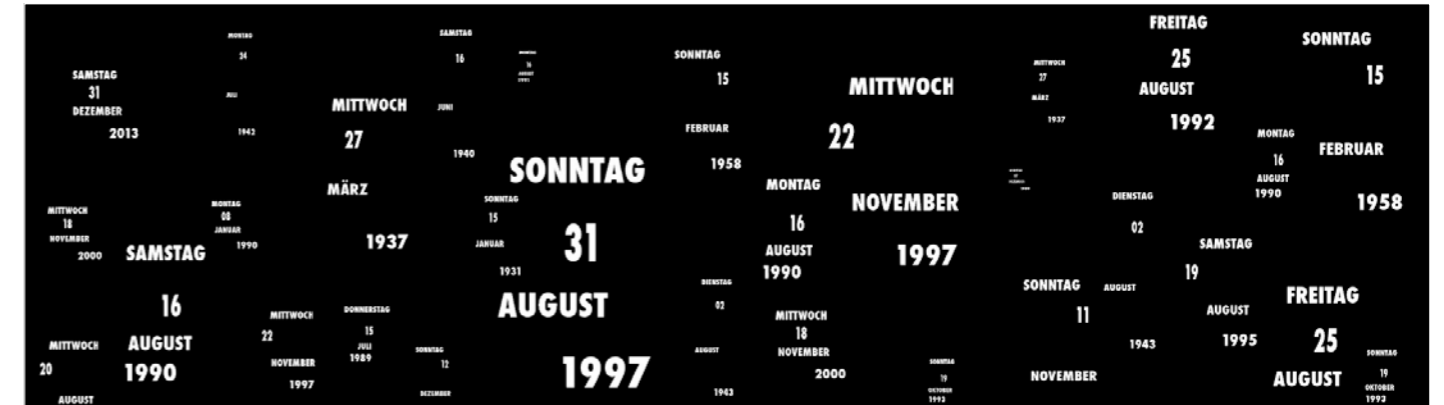 SAMSTAG
31
DEZEMBER
2013
MITTWOCH
18
NOVEMBER
2000
MITTWOCH
20
AUGUST
SAMSTAG
16
AUGUST
1990
MONTAG
24
JULI
1943
MONTAG
08
JANUAR
1990
MITTWOCH
22
NOVEMBER
1997
MITTWOCH
27
MÄRZ
1937
DONNERSTAG
15
JULI
1989
SAMSTAG
16
JUNI
1940
SONNTAG
12
DEZEMBER
SONNTAG
15
JANUAR
1931
16
AUGUST
1991
SONNTAG
31
AUGUST
1997
SONNTAG
15
FEBRUAR
1958
DIENSTAG
02
AUGUST
1943
MONTAG
16
AUGUST
1990
MITTWOCH
18
NOVEMBER
2000
MITTWOCH
22
NOVEMBER
1997
SONNTAG
19
OKTOBER
1993
MITTWOCH
27
MÄRZ
1937
SONNTAG
11
NOVEMBER
DIENSTAG
02
AUGUST
1943
FREITAG
25
AUGUST
1992
SAMSTAG
19
AUGUST
1995
MONTAG
16
AUGUST
1990
SONNTAG
15
FEBRUAR
1958
FREITAG
25
AUGUST
SONNTAG
19
OKTOBER
1993